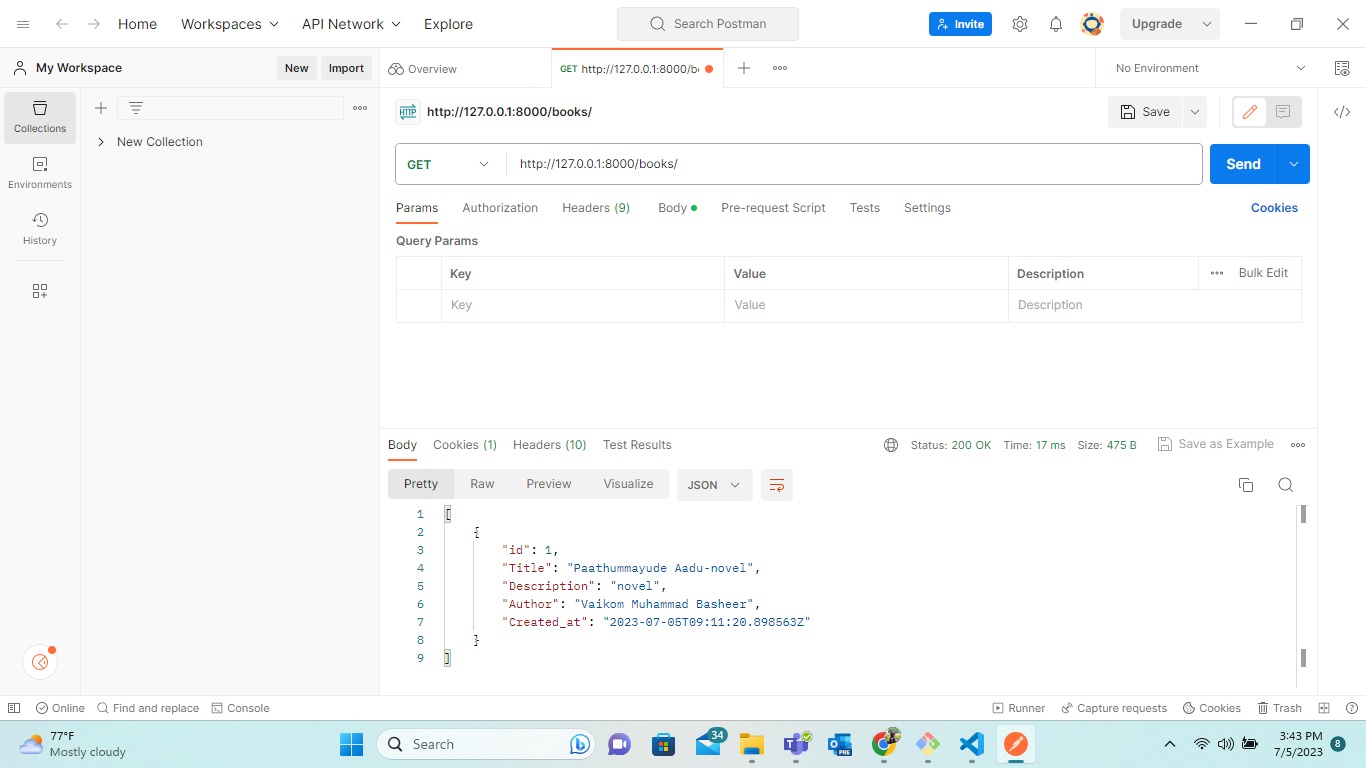 Home Workspaces API Network Explore Search Postman Invite Upgrade
My Workspace New Import Overview GET http://127.0.0.1:8000/b No Environment
Collections
New Collection
Environments
History
HTTP http://127.0.0.1:8000/books/ Save
GET http://127.0.0.1:8000/books/ Send
Params Authorization Headers (9) Body Pre-request Script Tests Settings Cookies
Query Params
Key Value Description Bulk Edit
Key Value Description
Body Cookies (1) Headers (10) Test Results Status: 200 OK Time: 17 ms Size: 475 B Save as Example
Pretty Raw Preview Visualize JSON
1 [
2 {
3 "id": 1,
4 "Title": "Paathummayude Aadu-novel",
5 "Description": "novel",
6 "Author": "Vaikom Muhammad Basheer",
7 "Created_at": "2023-07-05T09:11:20.898563Z"
8 }
9 ]
Online Find and replace Console Runner Capture requests Cookies Trash
77°F
Mostly cloudy
Search
34
PRE
3:43 PM
7/5/2023
8